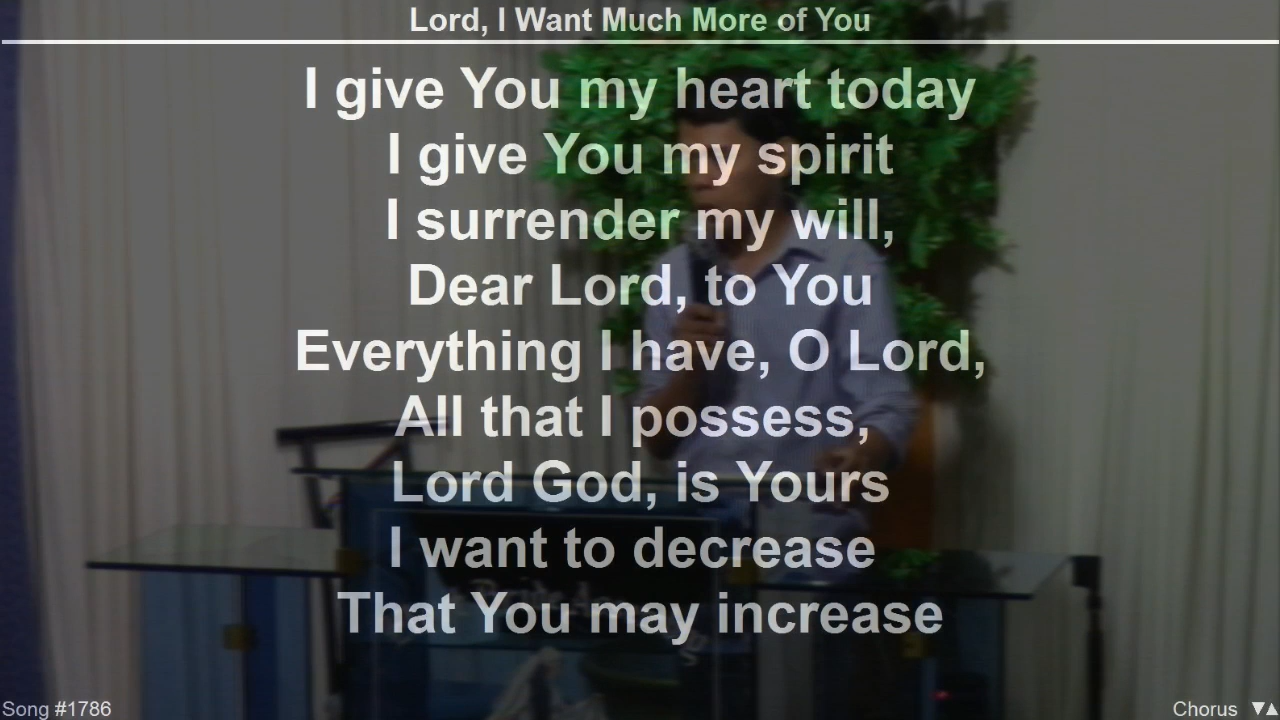 Lord, I Want Much More of You
I give You my heart today
I give You my spirit
I surrender my will,
Dear Lord, to You
Everything I have, O Lord,
All that I possess,
Lord God, is Yours
I want to decrease
That You may increase
Song #1786
Chorus ▼▲